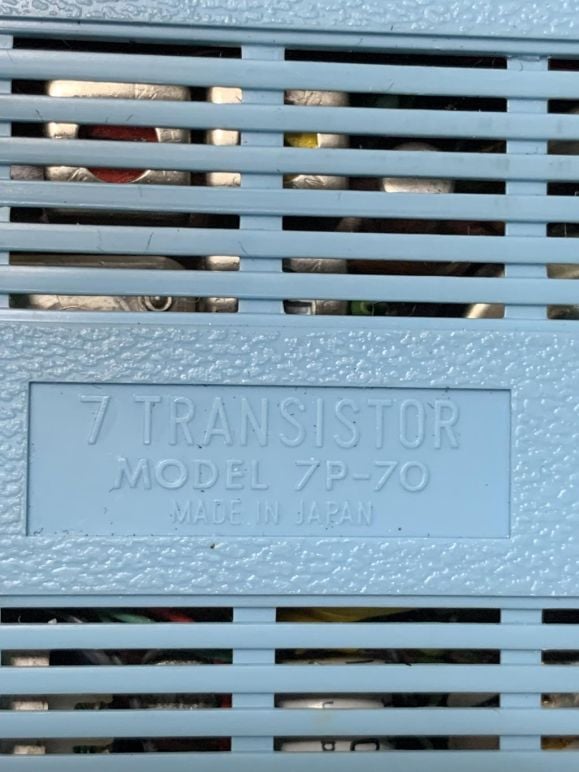 7 TRANSISTOR
MODEL 7P-70
MADE IN JAPAN